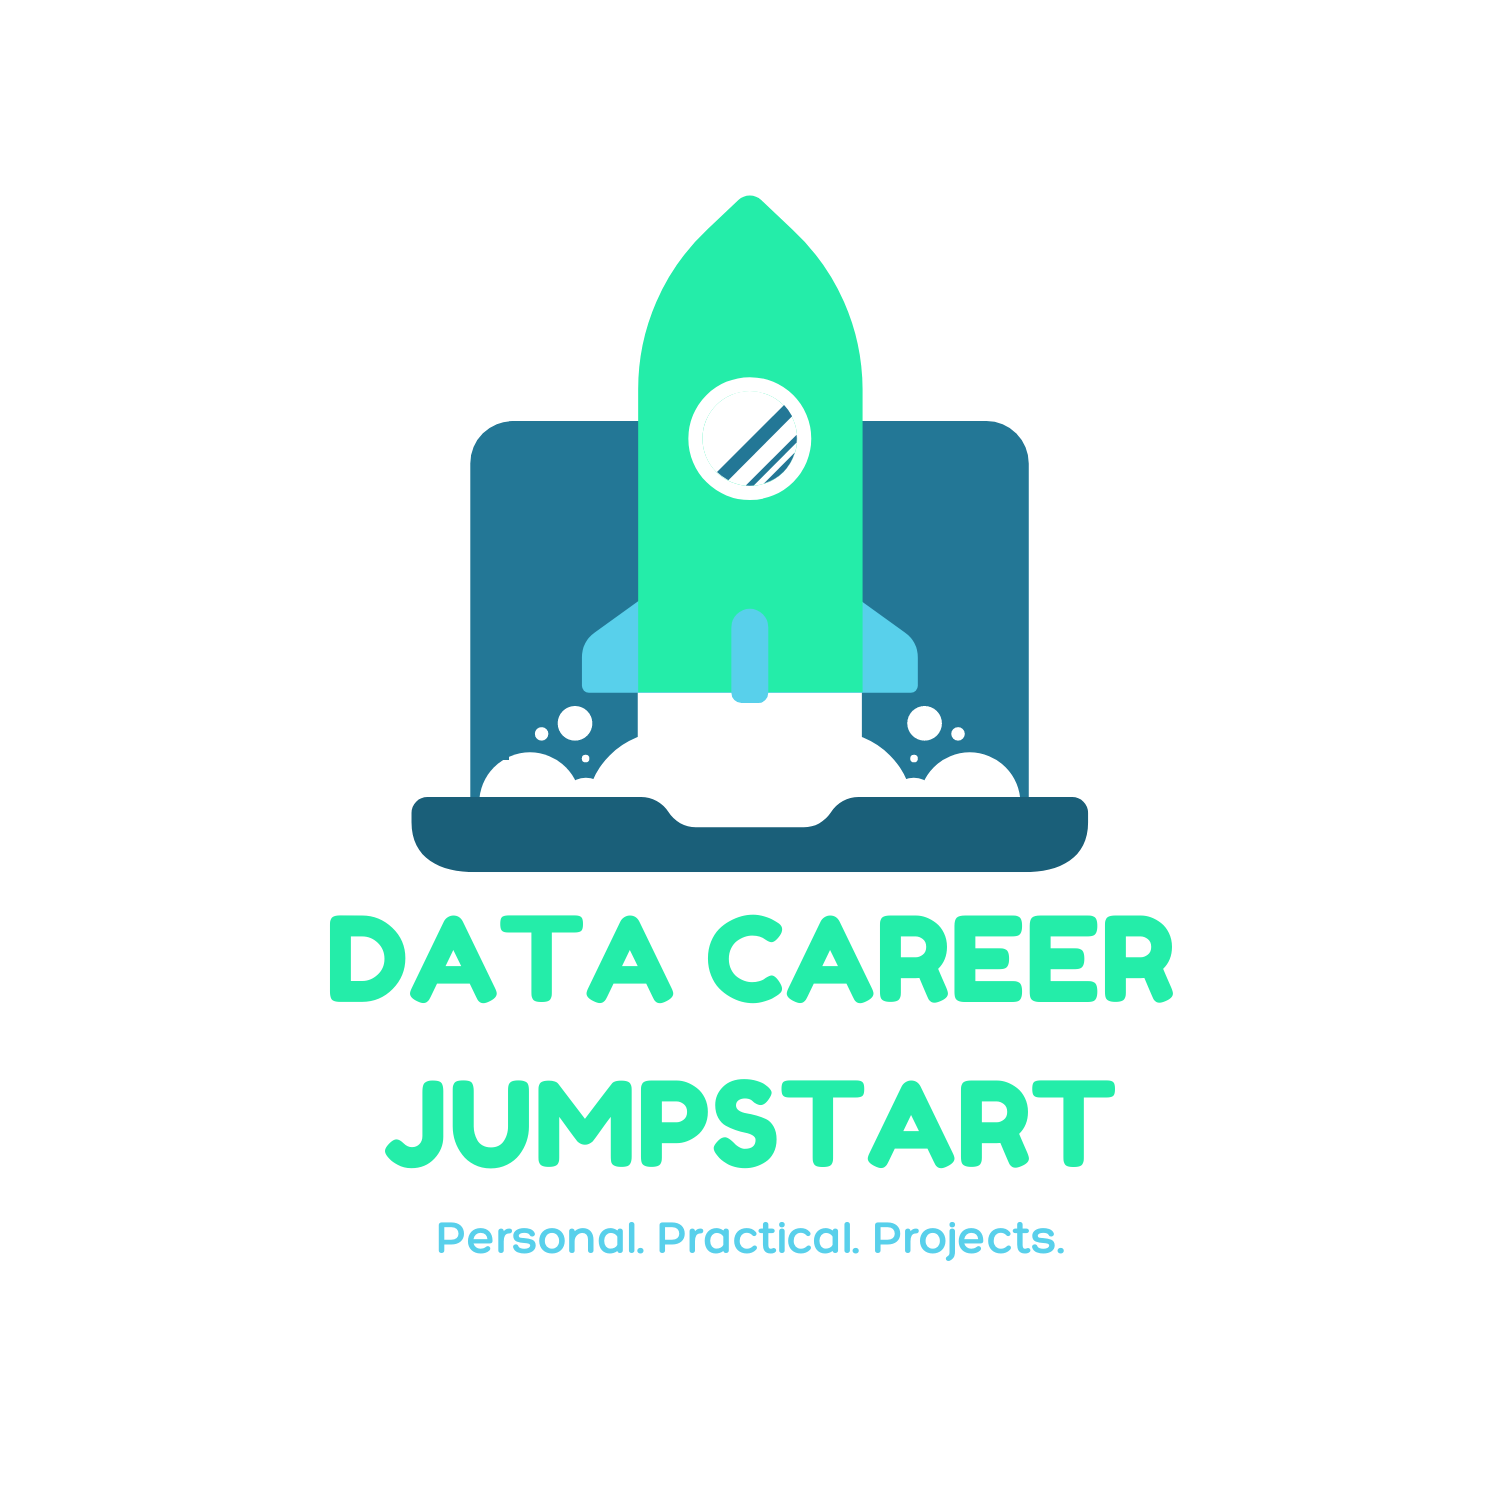 DATA CAREER
JUMPSTART
Personal. Practical. Projects.